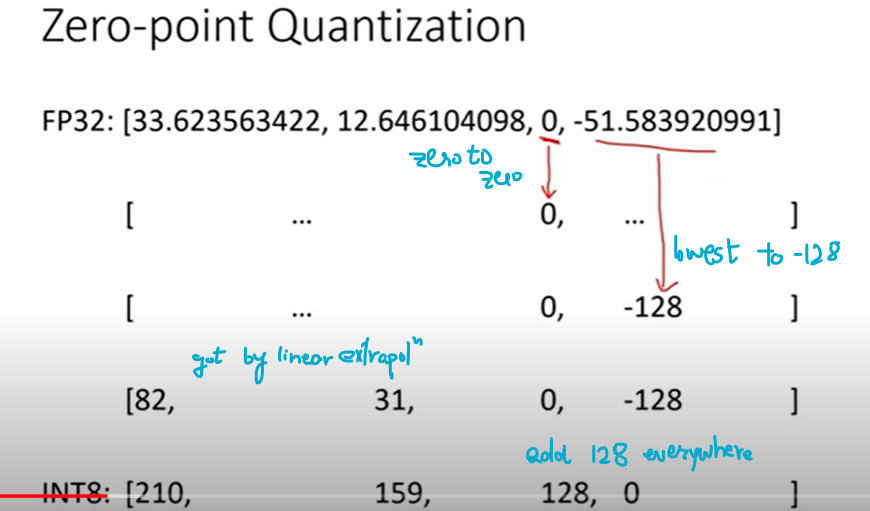 Zero-point Quantization
FP32: [33.623563422, 12.646104098, 0, -51.583920991]
zero to
zero
[ ... 0, ... ]
lowest to -128
[ ... 0, -128 ]
got by linear extrapolⁿ
[82, 31, 0, -128 ]
add 128 everywhere
INT8: [210, 159, 128, 0 ]